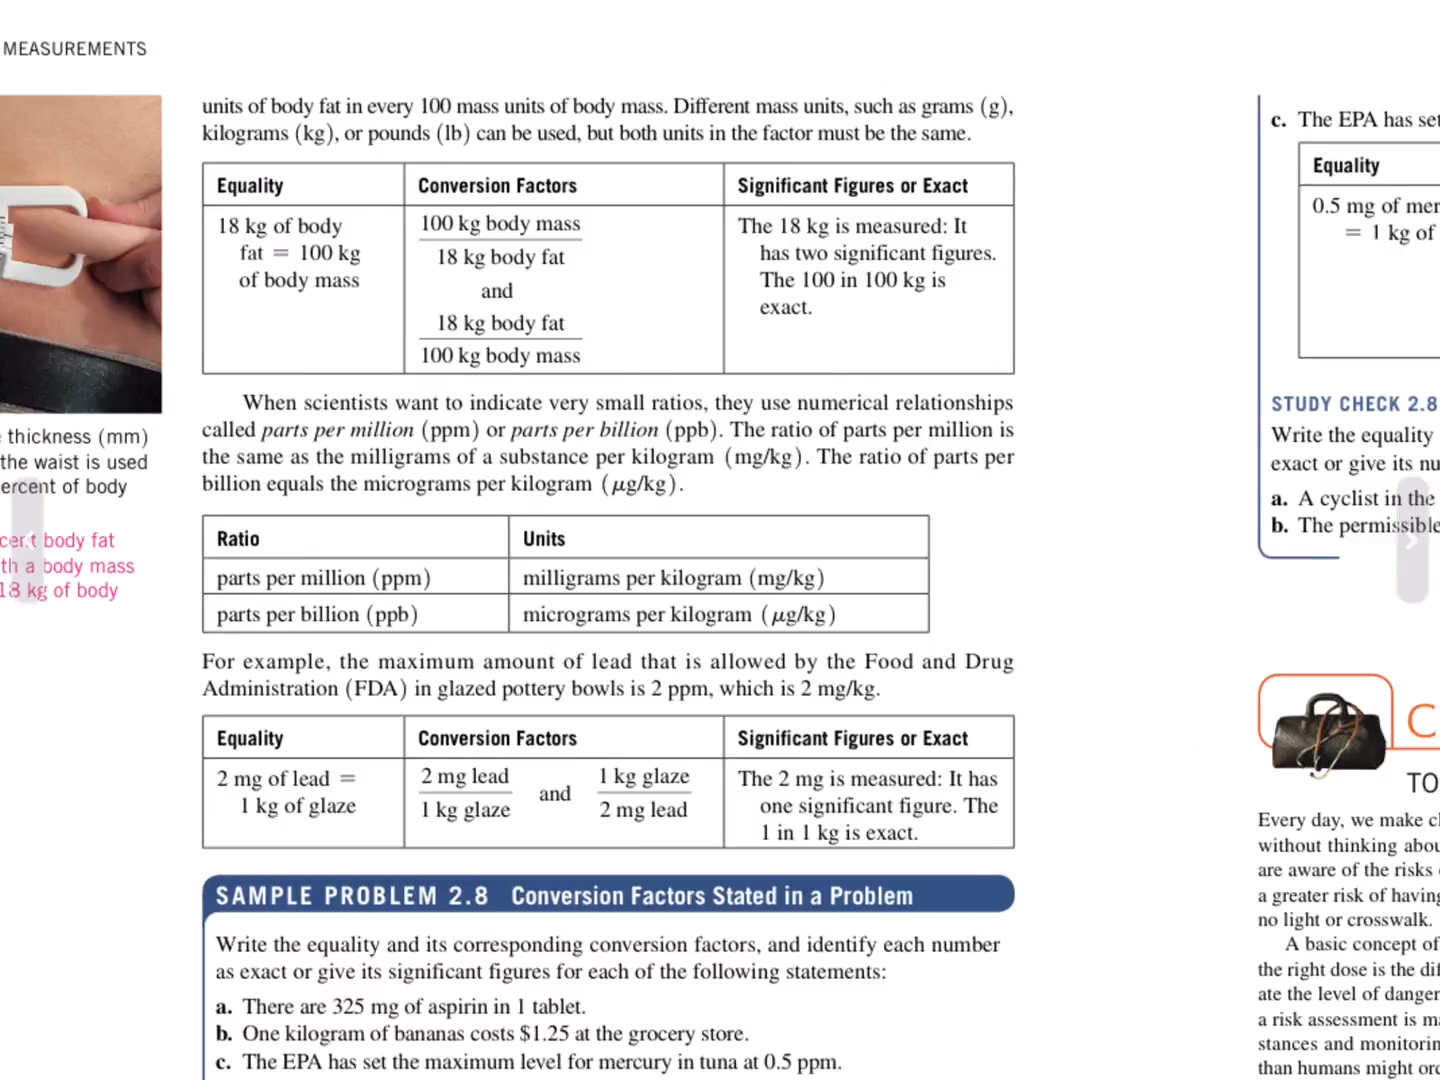 MEASUREMENTS
thickness (mm)
the waist is used
ercent of body
cent body fat
th a body mass
18 kg of body
units of body fat in every 100 mass units of body mass. Different mass units, such as grams (g),
kilograms (kg), or pounds (lb) can be used, but both units in the factor must be the same.
Equality Conversion Factors Significant Figures or Exact
18 kg of body
fat = 100 kg
of body mass
100 kg body mass
18 kg body fat
and
18 kg body fat
100 kg body mass
The 18 kg is measured: It
has two significant figures.
The 100 in 100 kg is
exact.
When scientists want to indicate very small ratios, they use numerical relationships
called parts per million (ppm) or parts per billion (ppb). The ratio of parts per million is
the same as the milligrams of a substance per kilogram (mg/kg). The ratio of parts per
billion equals the micrograms per kilogram (μg/kg).
Ratio Units
parts per million (ppm) milligrams per kilogram (mg/kg)
parts per billion (ppb) micrograms per kilogram (μg/kg)
For example, the maximum amount of lead that is allowed by the Food and Drug
Administration (FDA) in glazed pottery bowls is 2 ppm, which is 2 mg/kg.
Equality Conversion Factors Significant Figures or Exact
2 mg of lead =
1 kg of glaze
2 mg lead
1 kg glaze
and
1 kg glaze
2 mg lead
The 2 mg is measured: It has
one significant figure. The
1 in 1 kg is exact.
SAMPLE PROBLEM 2.8 Conversion Factors Stated in a Problem
Write the equality and its corresponding conversion factors, and identify each number
as exact or give its significant figures for each of the following statements:
a. There are 325 mg of aspirin in 1 tablet.
b. One kilogram of bananas costs $1.25 at the grocery store.
c. The EPA has set the maximum level for mercury in tuna at 0.5 ppm.
c. The EPA has set
Equality
0.5 mg of mer
= 1 kg of
STUDY CHECK 2.8
Write the equality
exact or give its nu
a. A cyclist in the
b. The permissible
C
TO
Every day, we make ch
without thinking abou
are aware of the risks
a greater risk of having
no light or crosswalk.
A basic concept of
the right dose is the dif
ate the level of danger
a risk assessment is ma
stances and monitorin
than humans might ord